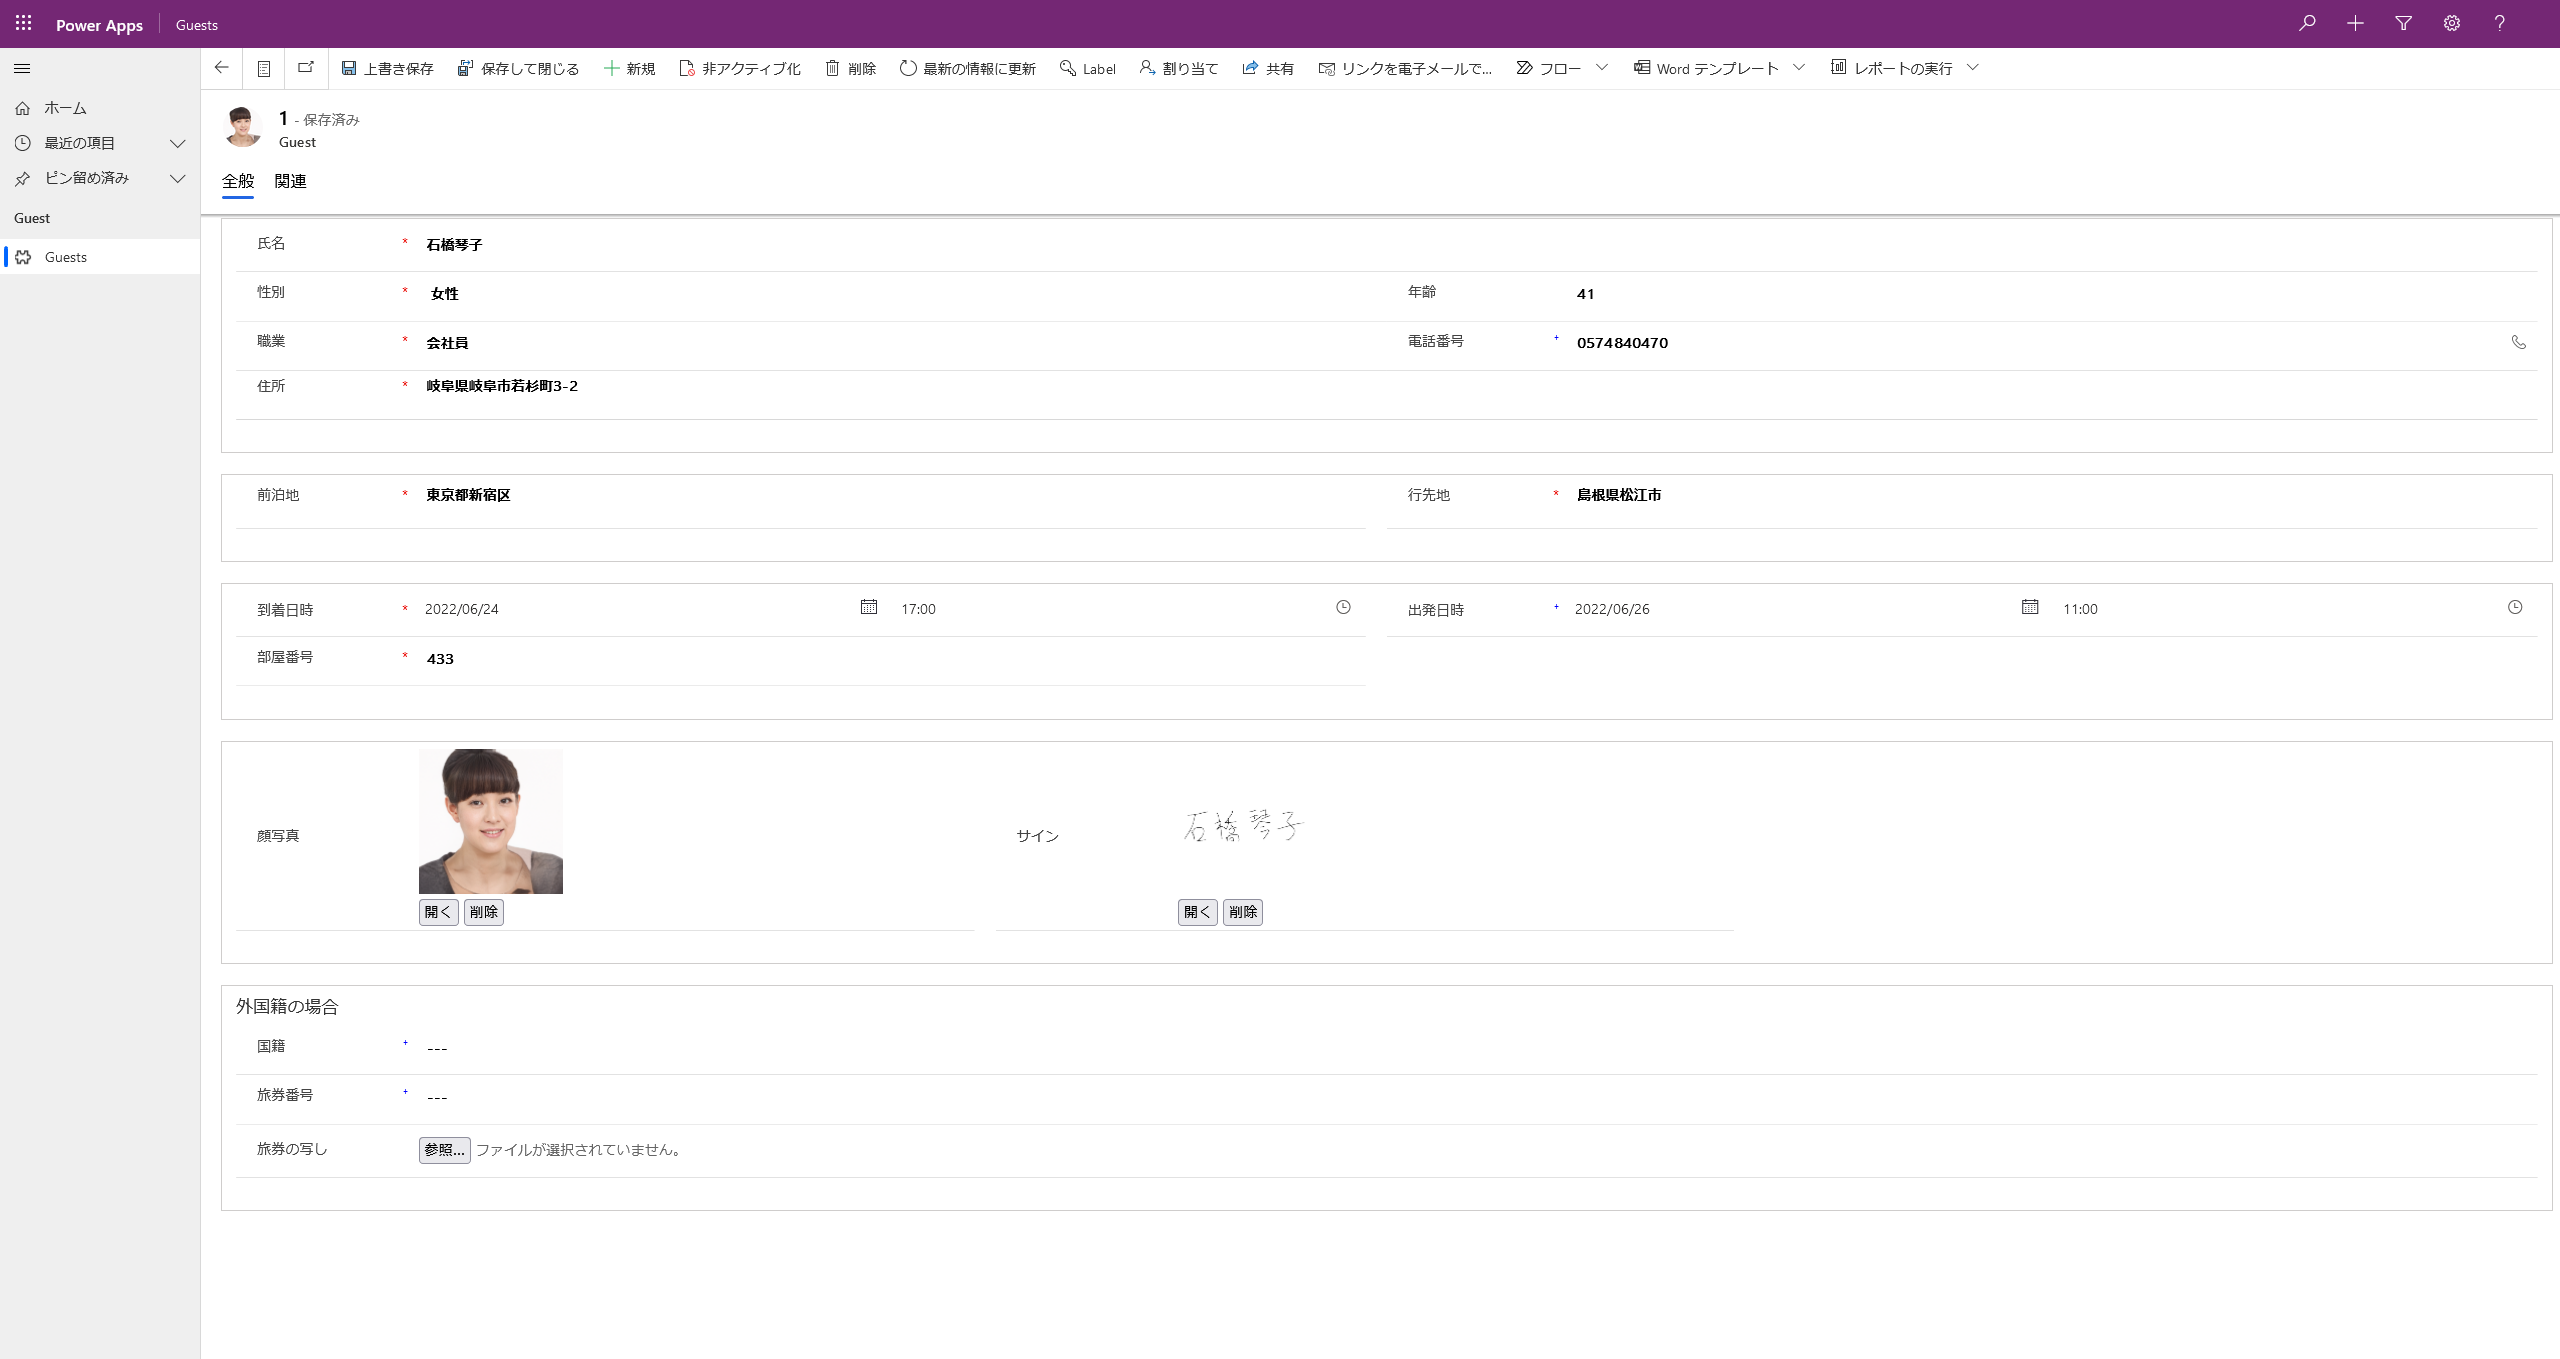 Power Apps Guests
上書き保存 保存して閉じる 新規 非アクティブ化 削除 最新の情報に更新 Label 割り当て 共有 リンクを電子メールで... フロー Word テンプレート レポートの実行
ホーム
最近の項目
ピン留め済み
Guest
Guests
1 - 保存済み
Guest
全般 関連
氏名 * 石橋琴子
性別 * 女性 年齢 41
職業 * 会社員 電話番号 + 0574840470
住所 * 岐阜県岐阜市若杉町3-2
前泊地 * 東京都新宿区 行先地 * 島根県松江市
到着日時 * 2022/06/24 17:00 出発日時 + 2022/06/26 11:00
部屋番号 * 433
顔写真 サイン 石橋琴子
開く 削除 開く 削除
外国籍の場合
国籍 + ---
旅券番号 + ---
旅券の写し 参照... ファイルが選択されていません。